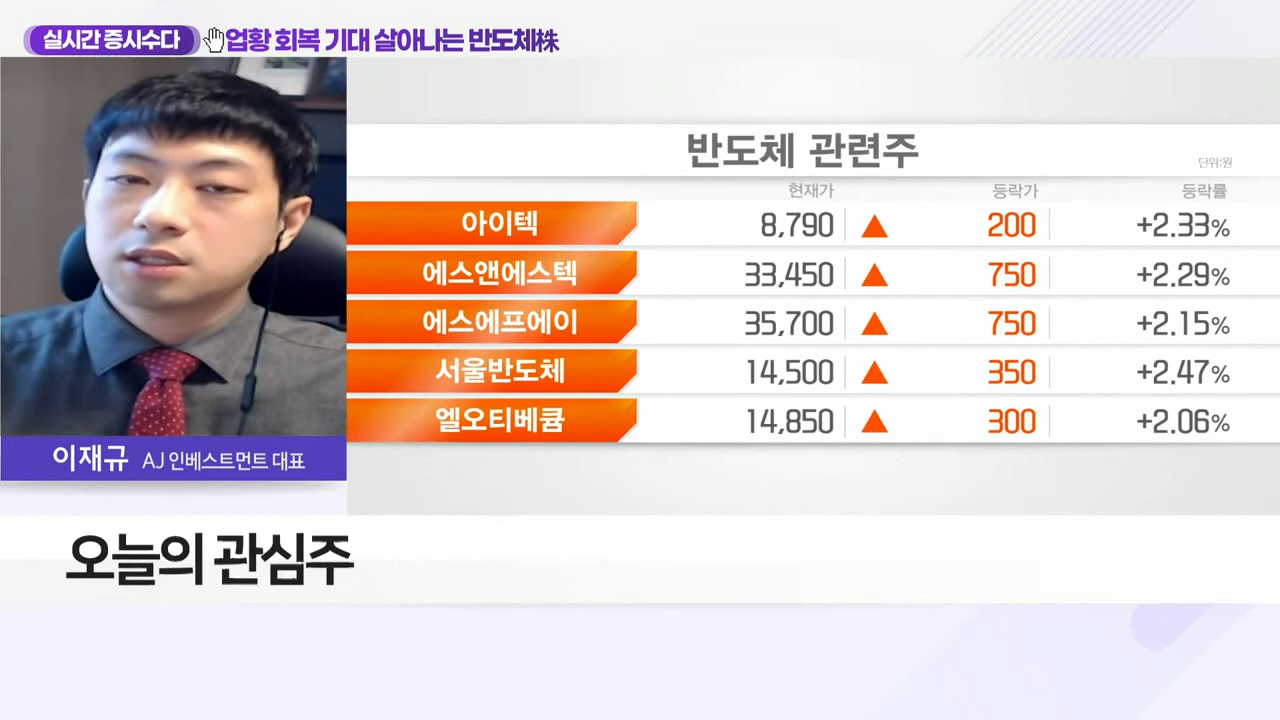 실시간 증시수다 업황 회복 기대 살아나는 반도체株
반도체 관련주
단위:원
현재가 등락가 등락률
아이텍 8,790 ▲ 200 +2.33%
에스앤에스텍 33,450 ▲ 750 +2.29%
에스에프에이 35,700 ▲ 750 +2.15%
서울반도체 14,500 ▲ 350 +2.47%
엘오티베큠 14,850 ▲ 300 +2.06%
이재규 AJ 인베스트먼트 대표
오늘의 관심주